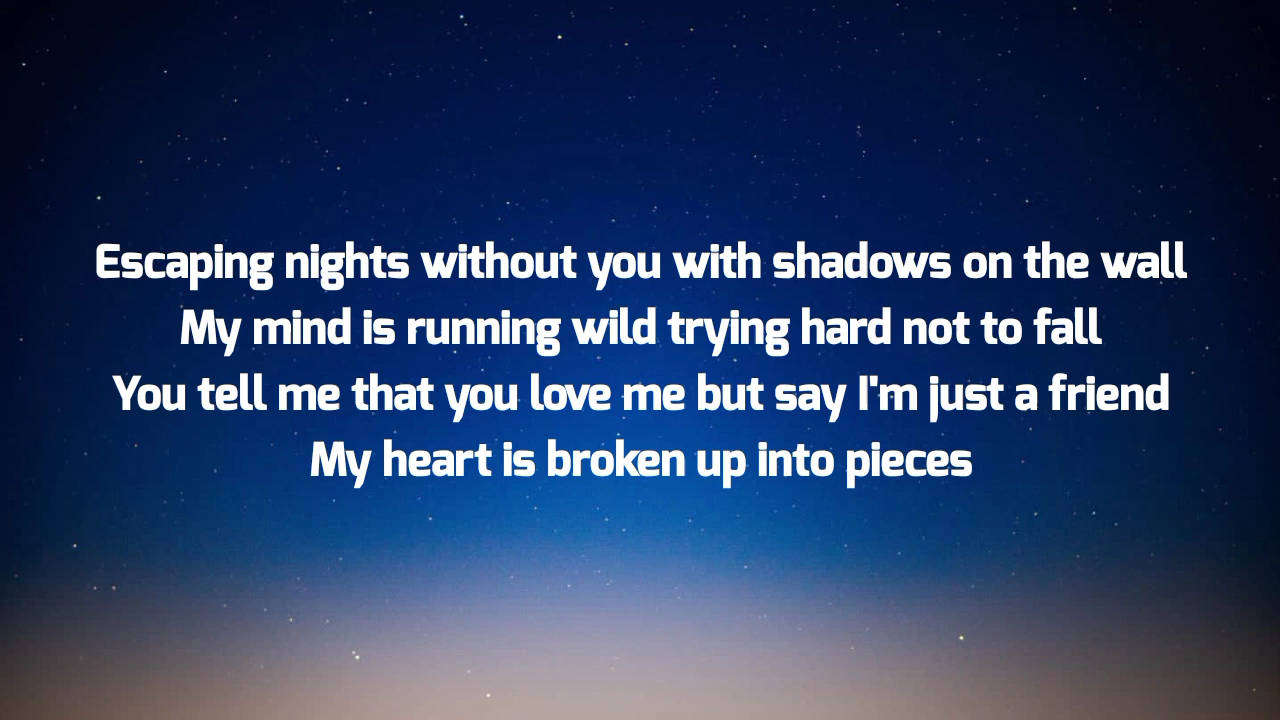 Escaping nights without you with shadows on the wall
My mind is running wild trying hard not to fall
You tell me that you love me but say I'm just a friend
My heart is broken up into pieces